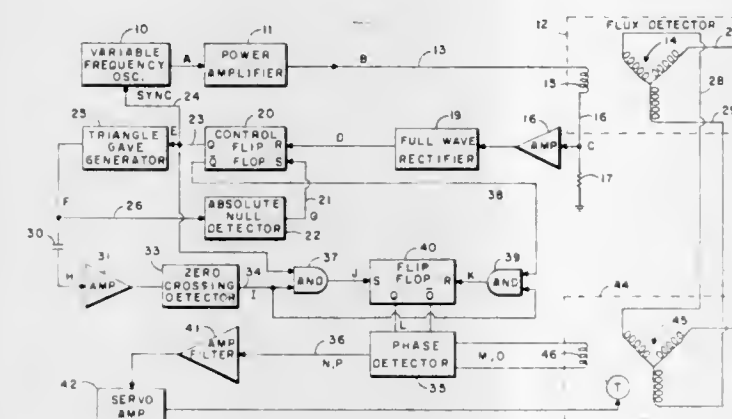 10
VARIABLE
FREQUENCY
OSC.
A
11
POWER
AMPLIFIER
B
13
12
FLUX DETECTOR
14
15
28
SYNC
24
25
TRIANGLE
GAVE
GENERATOR
E
23
20
CONTROL
Q FLIP R
Q̄ FLOP S
D
19
FULL WAVE
RECTIFIER
16
AMP
16
C
17
F
26
21
G
ABSOLUTE
NULL
DETECTOR
22
38
30
H
31
AMP
33
ZERO
CROSSING
DETECTOR
34
I
37
AND
J
40
FLIP
S FLOP R
Q Q̄
K
39
AND
44
L
41
AMP
FILTER
36
N,P
PHASE
DETECTOR
35
M,O
46
45
T
42
SERVO
AMP